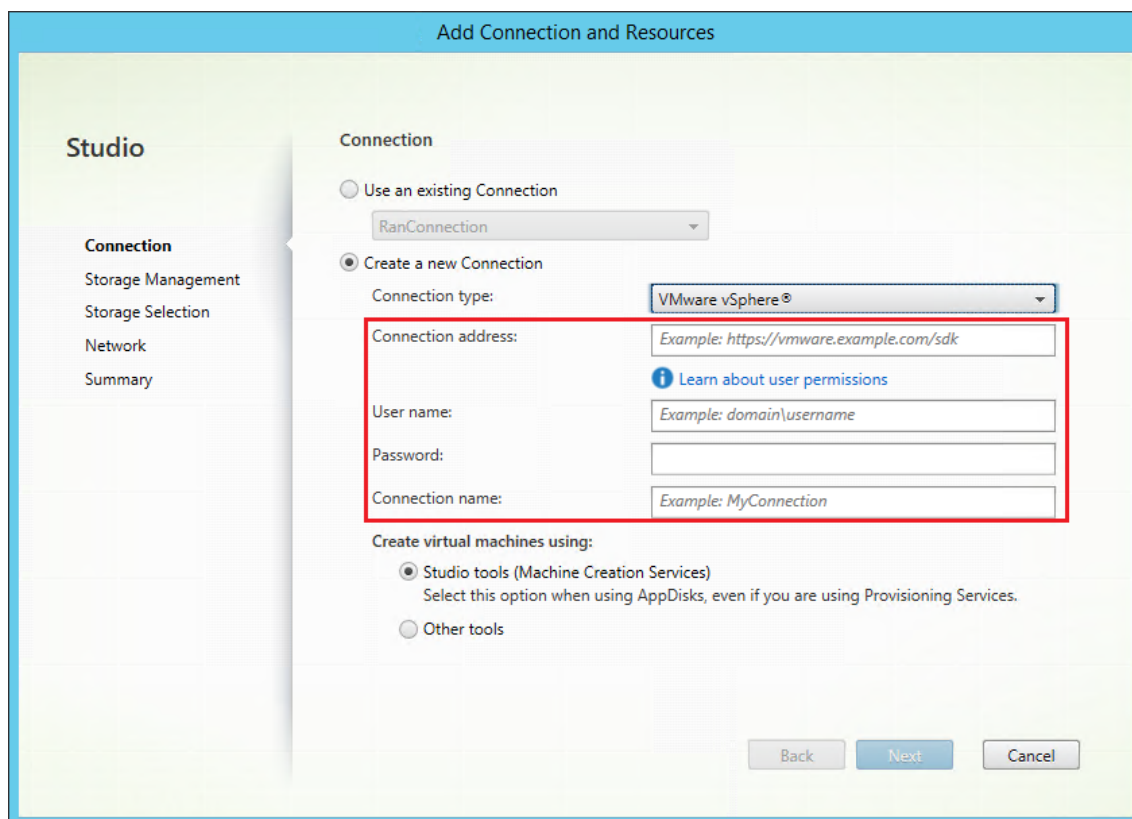 Add Connection and Resources
Studio
Connection
Storage Management
Storage Selection
Network
Summary
Connection
Use an existing Connection
RanConnection
Create a new Connection
Connection type:
VMware vSphere®
Connection address:
Example: https://vmware.example.com/sdk
Learn about user permissions
User name:
Example: domain\username
Password:
Connection name:
Example: MyConnection
Create virtual machines using:
Studio tools (Machine Creation Services)
Select this option when using AppDisks, even if you are using Provisioning Services.
Other tools
Back
Next
Cancel